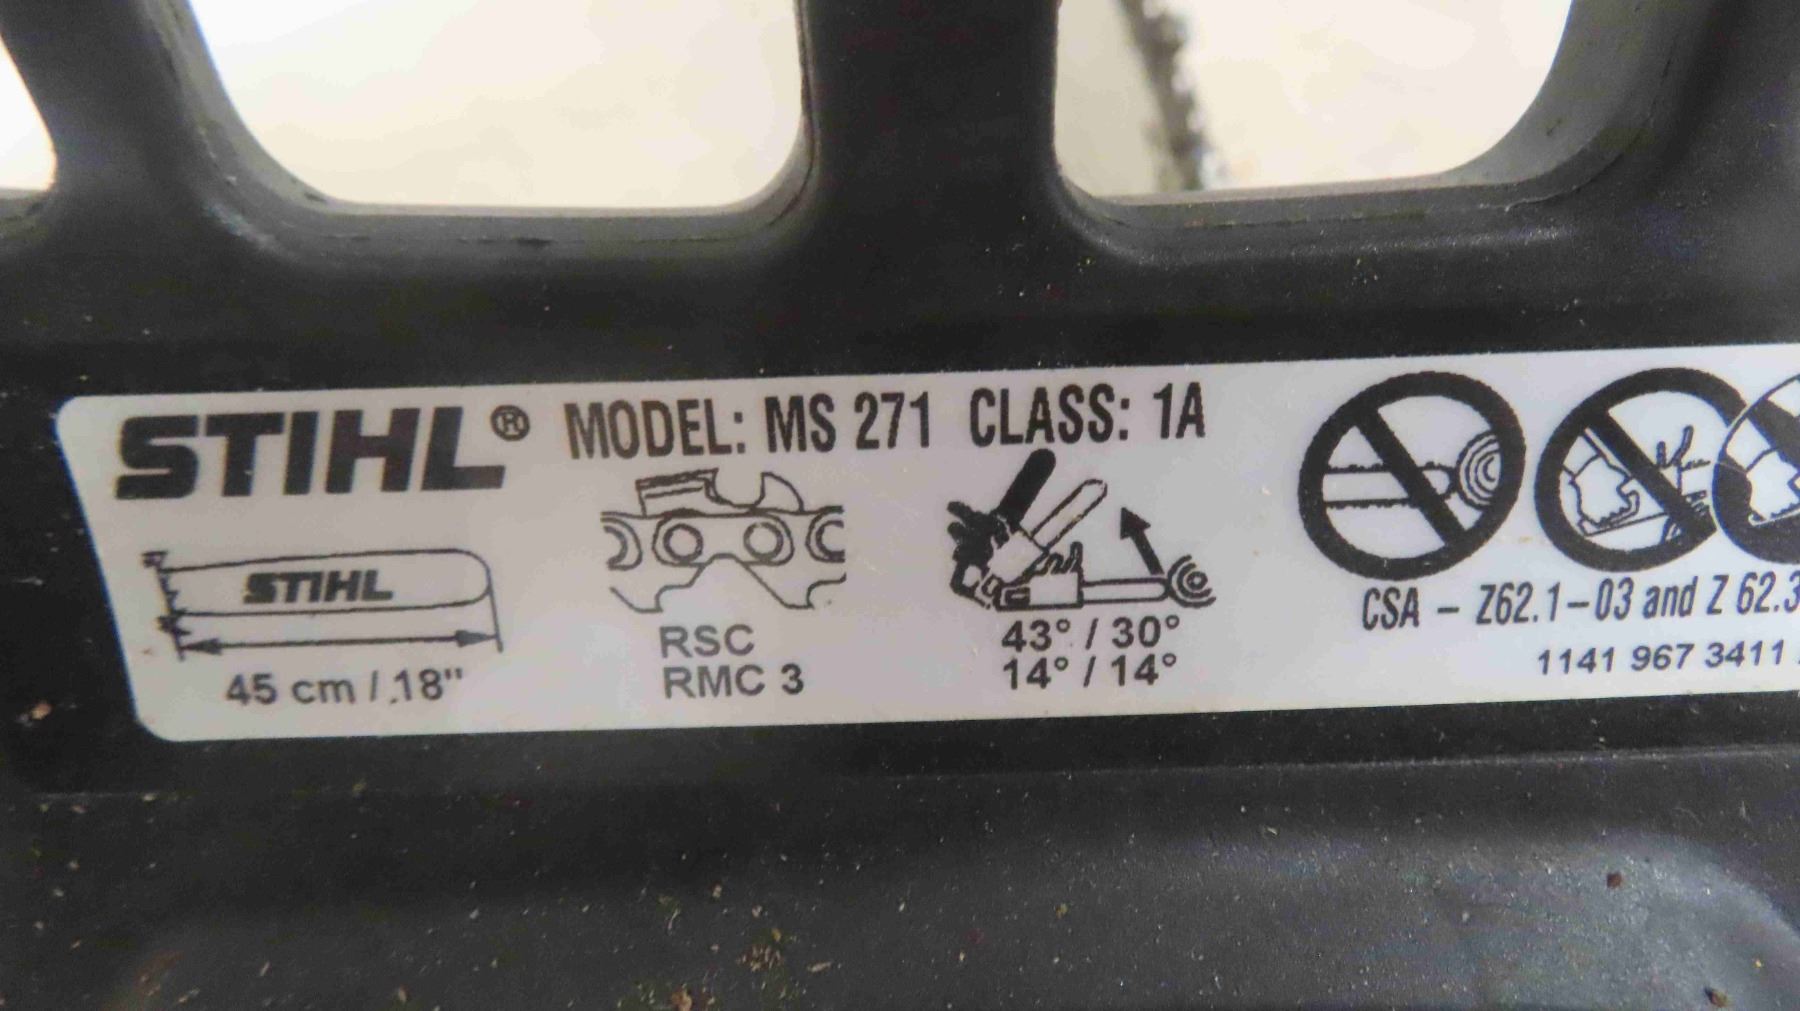 STIHL® MODEL: MS 271 CLASS: 1A
STIHL
45 cm / 18"
RSC
RMC 3
43° / 30°
14° / 14°
CSA – Z62.1–03 and Z 62.3
1141 967 3411